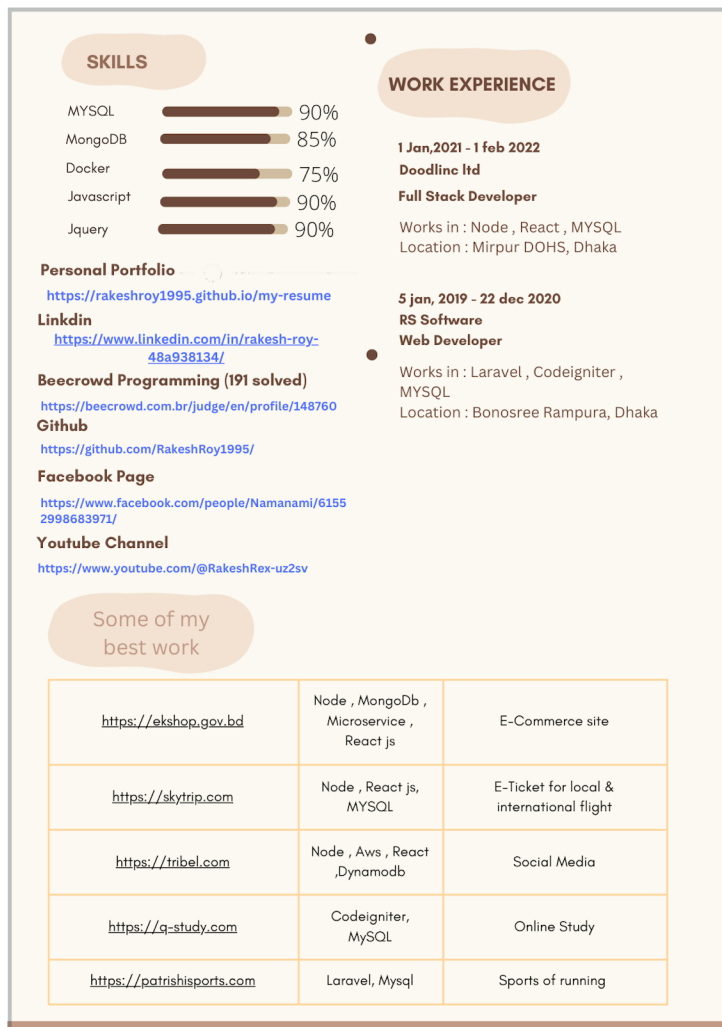 SKILLS
MYSQL 90%
MongoDB 85%
Docker 75%
Javascript 90%
Jquery 90%
Personal Portfolio
https://rakeshroy1995.github.io/my-resume
Linkdin
https://www.linkedin.com/in/rakesh-roy-
48a938134/
Beecrowd Programming (191 solved)
https://beecrowd.com.br/judge/en/profile/148760
Github
https://github.com/RakeshRoy1995/
Facebook Page
https://www.facebook.com/people/Namanami/6155
2998683971/
Youtube Channel
https://www.youtube.com/@RakeshRex-uz2sv
WORK EXPERIENCE
1 Jan,2021 - 1 feb 2022
Doodlinc ltd
Full Stack Developer
Works in : Node , React , MYSQL
Location : Mirpur DOHS, Dhaka
5 jan, 2019 - 22 dec 2020
RS Software
Web Developer
Works in : Laravel , Codeigniter ,
MYSQL
Location : Bonosree Rampura, Dhaka
Some of my
best work
https://ekshop.gov.bd
Node , MongoDb ,
Microservice ,
React js
E-Commerce site
https://skytrip.com
Node , React js,
MYSQL
E-Ticket for local &
international flight
https://tribel.com
Node , Aws , React
,Dynamodb
Social Media
https://q-study.com
Codeigniter,
MySQL
Online Study
https://patrishisports.com
Laravel, Mysql
Sports of running